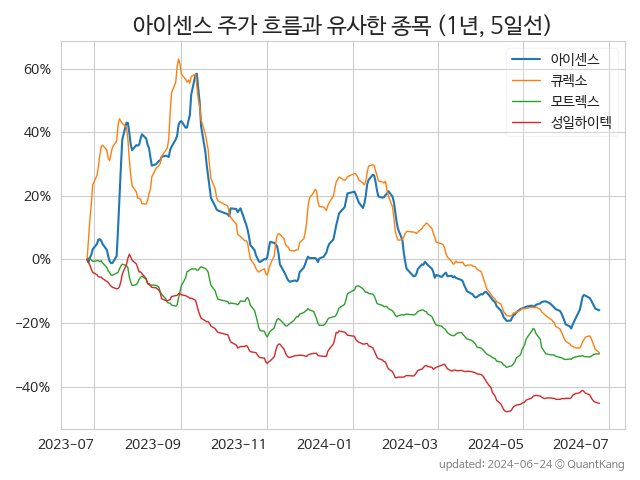 아이센스 주가 흐름과 유사한 종목 (1년, 5일선)
아이센스
큐렉소
모트렉스
성일하이텍
60%
40%
20%
0%
−20%
−40%
2023-07
2023-09
2023-11
2024-01
2024-03
2024-05
2024-07
updated: 2024-06-24 © QuantKang